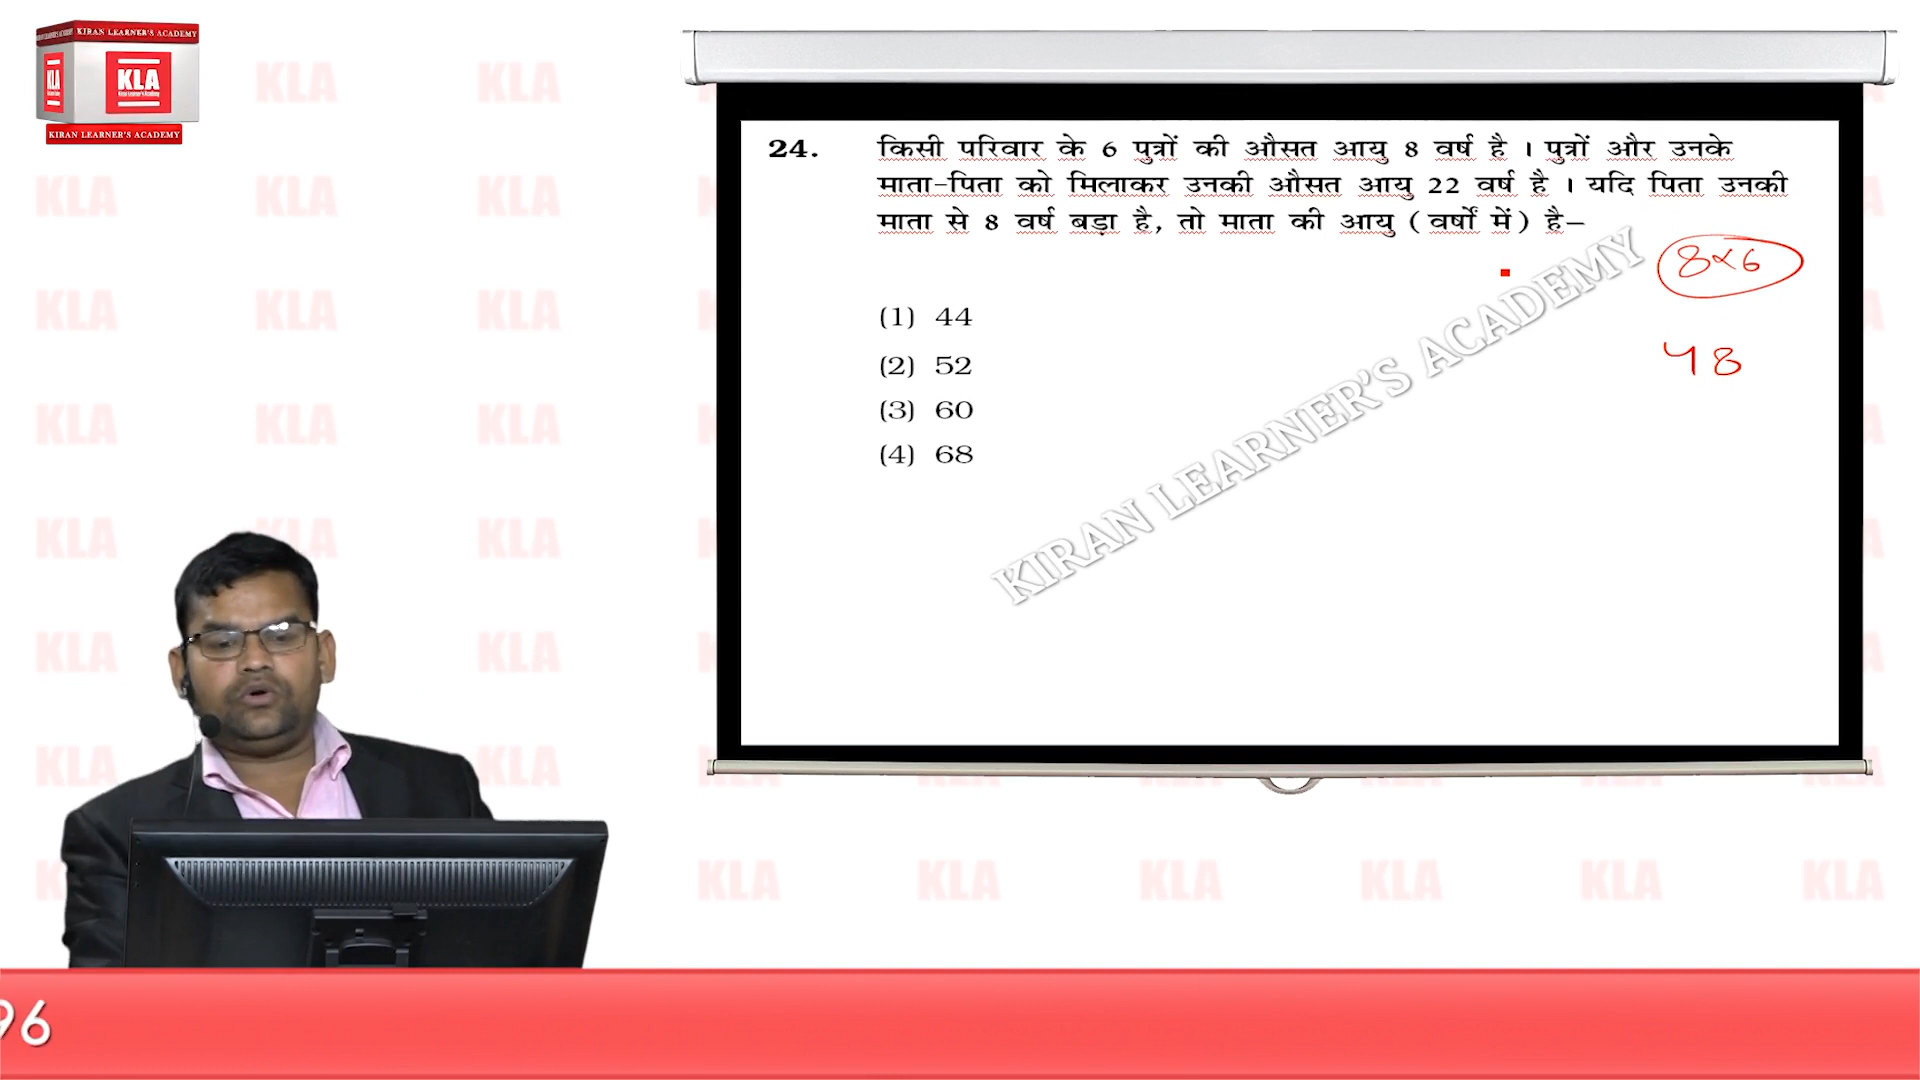 KIRAN LEARNER'S ACADEMY
KLA
KIRAN LEARNER'S ACADEMY
24. किसी परिवार के 6 पुत्रों की औसत आयु 8 वर्ष है । पुत्रों और उनके
माता-पिता को मिलाकर उनकी औसत आयु 22 वर्ष है । यदि पिता उनकी
माता से 8 वर्ष बड़ा है, तो माता की आयु (वर्षों में) है–
8×6
(1) 44
48
(2) 52
(3) 60
(4) 68
KIRAN LEARNER'S ACADEMY
96